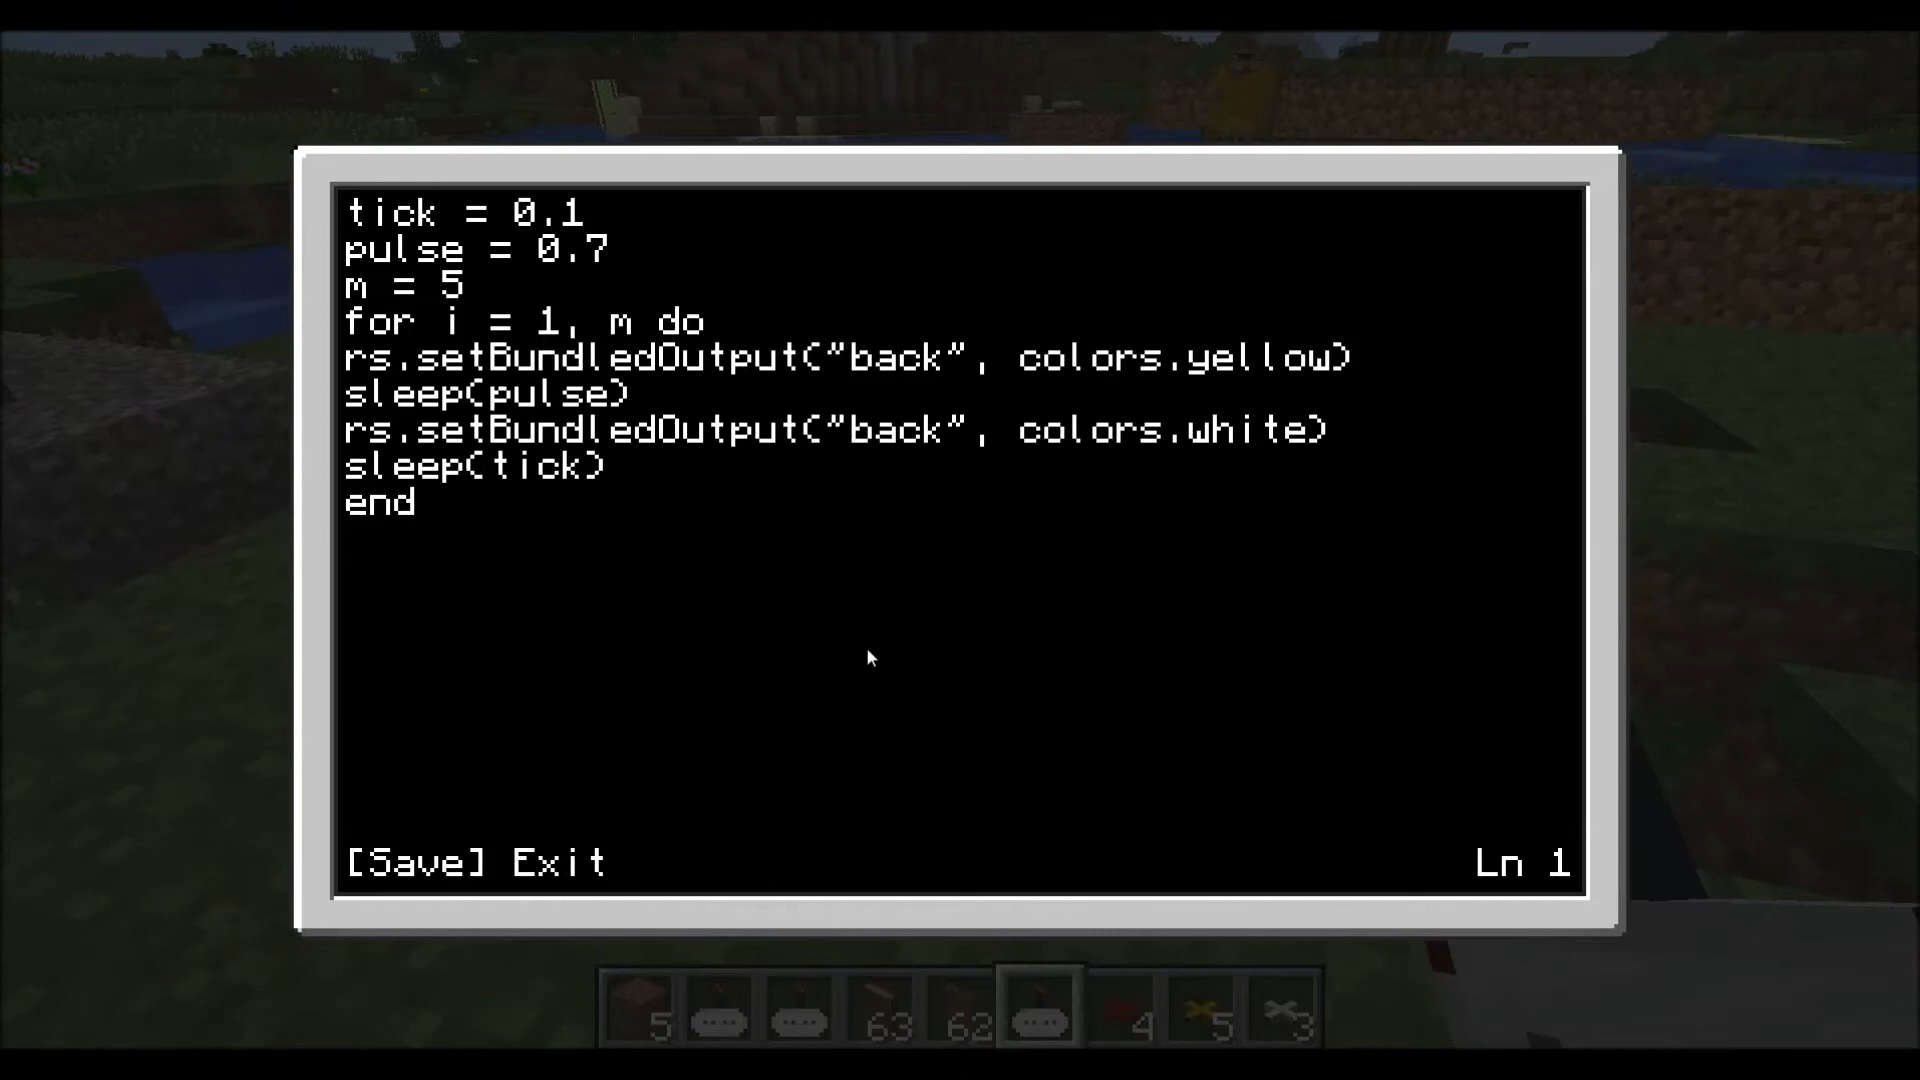 tick = 0.1
pulse = 0.7
m = 5
for i = 1, m do
rs.setBundledOutput("back", colors.yellow)
sleep(pulse)
rs.setBundledOutput("back", colors.white)
sleep(tick)
end
[Save] Exit
Ln 1
5
63
62
4
5
3